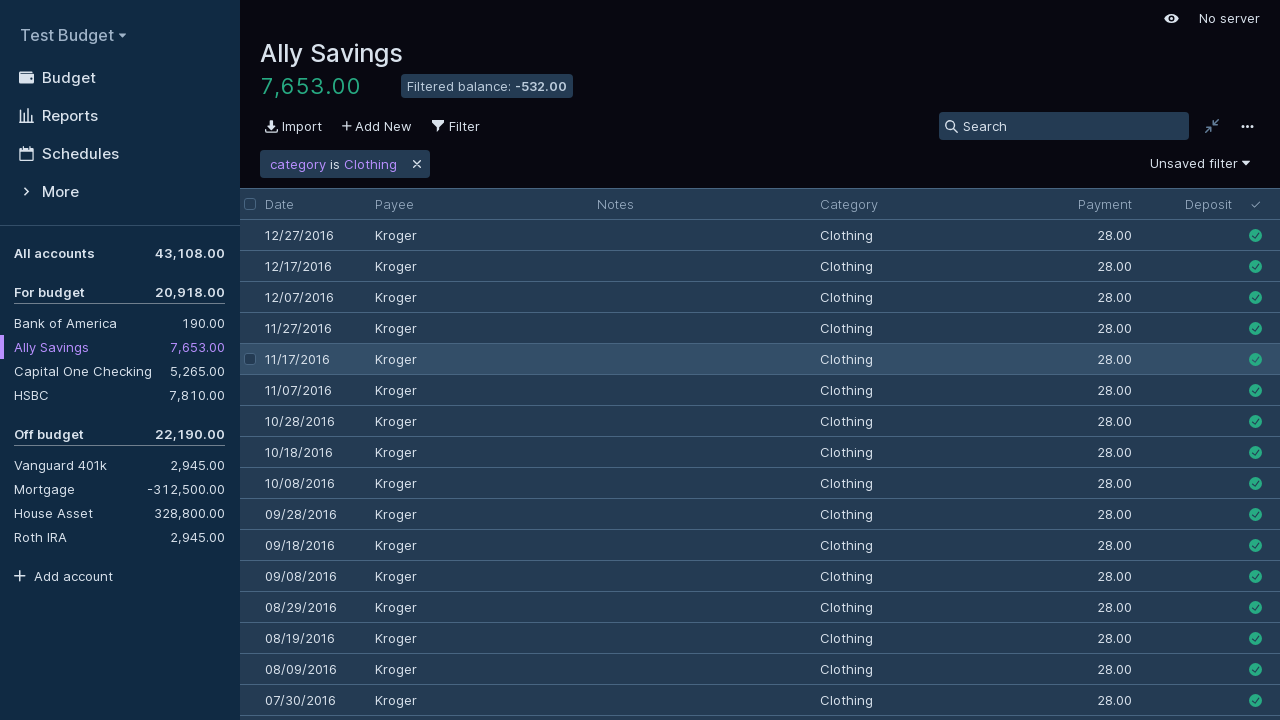 Test Budget
Budget
Reports
Schedules
More
All accounts 43,108.00
For budget 20,918.00
Bank of America 190.00
Ally Savings 7,653.00
Capital One Checking 5,265.00
HSBC 7,810.00
Off budget 22,190.00
Vanguard 401k 2,945.00
Mortgage -312,500.00
House Asset 328,800.00
Roth IRA 2,945.00
Add account
No server
Ally Savings
7,653.00 Filtered balance: -532.00
Import Add New Filter Search
category is Clothing Unsaved filter
Date Payee Notes Category Payment Deposit
12/27/2016 Kroger Clothing 28.00
12/17/2016 Kroger Clothing 28.00
12/07/2016 Kroger Clothing 28.00
11/27/2016 Kroger Clothing 28.00
11/17/2016 Kroger Clothing 28.00
11/07/2016 Kroger Clothing 28.00
10/28/2016 Kroger Clothing 28.00
10/18/2016 Kroger Clothing 28.00
10/08/2016 Kroger Clothing 28.00
09/28/2016 Kroger Clothing 28.00
09/18/2016 Kroger Clothing 28.00
09/08/2016 Kroger Clothing 28.00
08/29/2016 Kroger Clothing 28.00
08/19/2016 Kroger Clothing 28.00
08/09/2016 Kroger Clothing 28.00
07/30/2016 Kroger Clothing 28.00